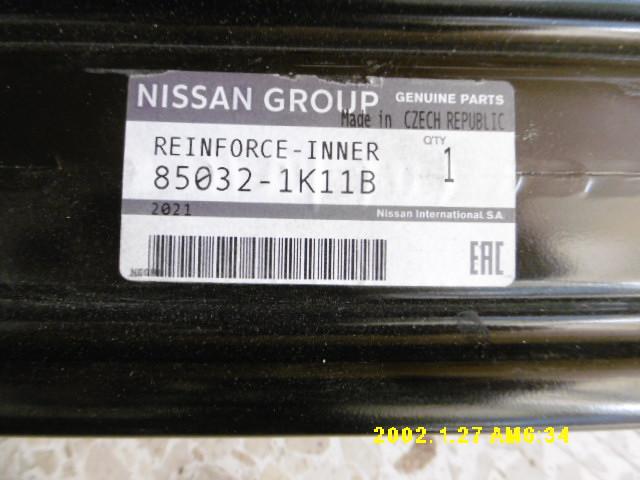 NISSAN GROUP GENUINE PARTS
Made in CZECH REPUBLIC
REINFORCE-INNER Q'TY
85032-1K11B 1
2021 Nissan International S.A.
EAC
2002. 1.27 AM6:34